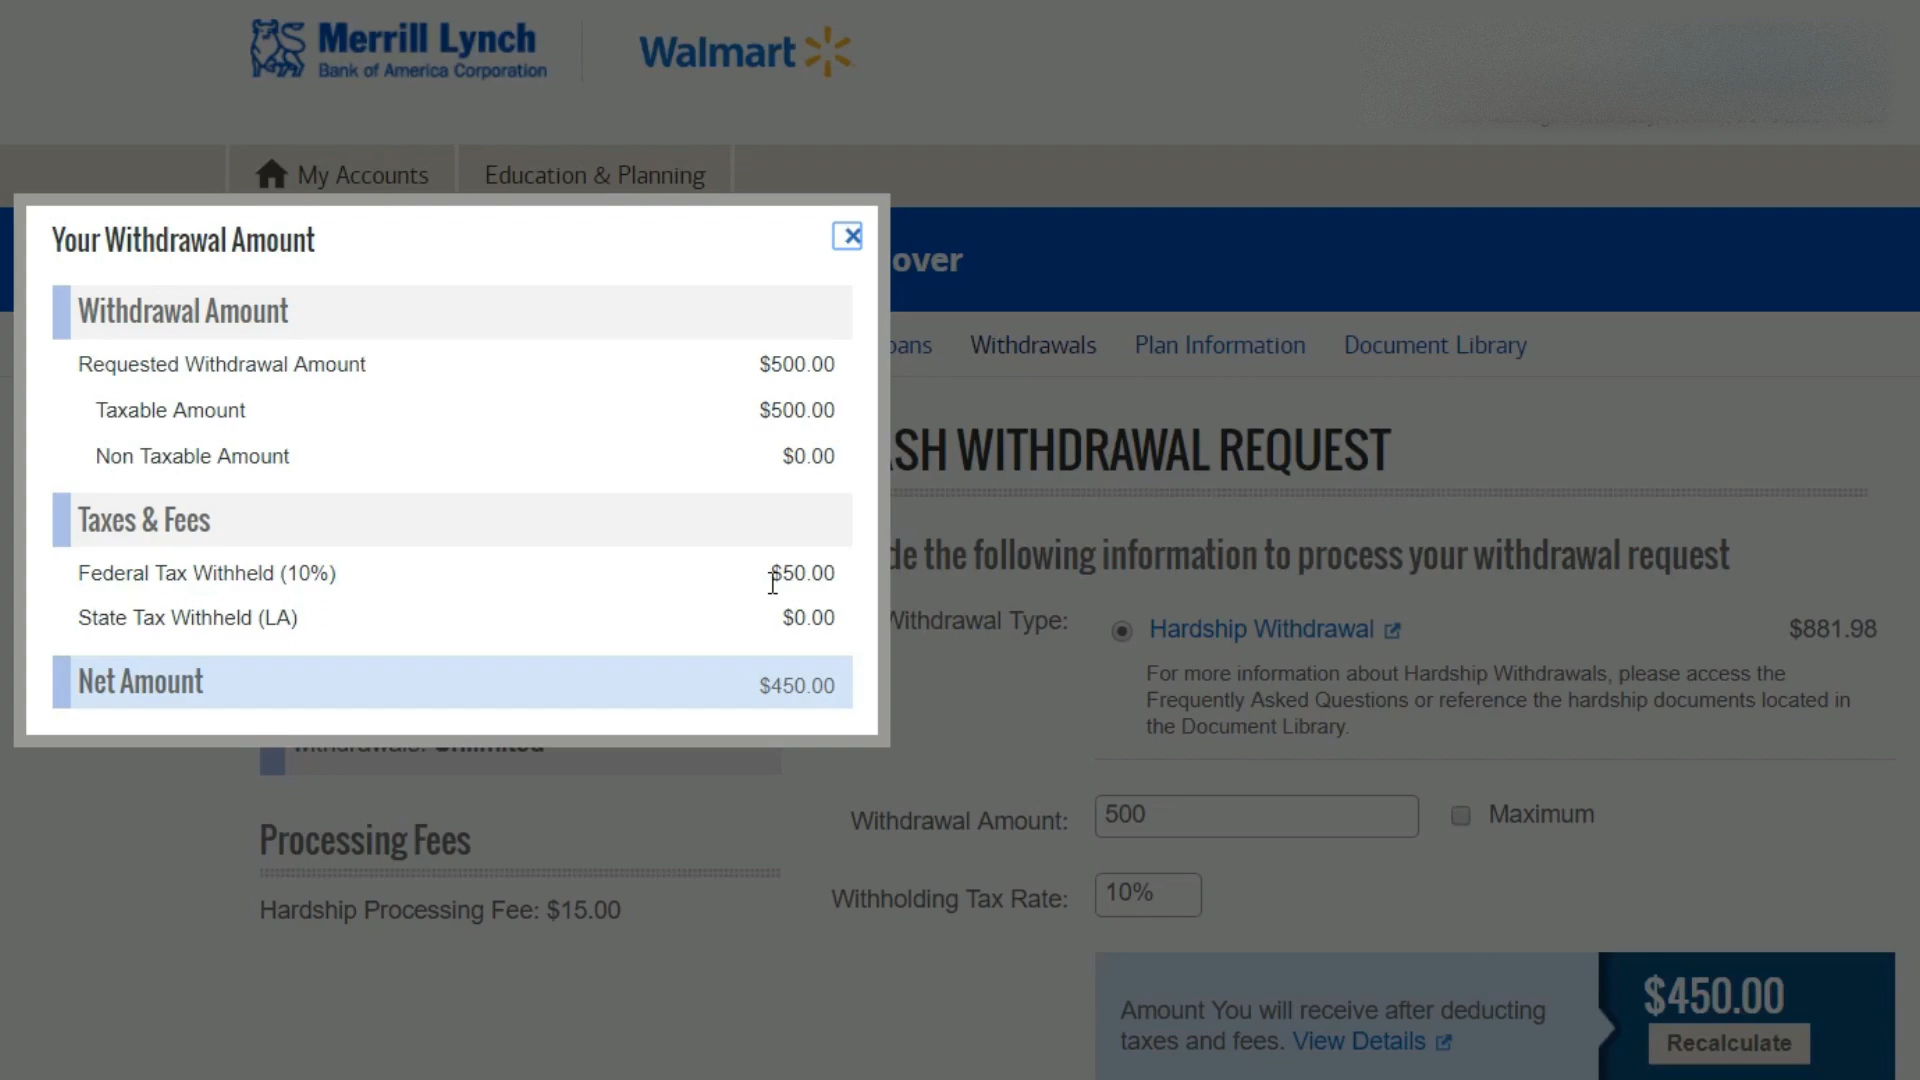 Merrill Lynch
Bank of America Corporation
Walmart
My Accounts
Education & Planning
Your Withdrawal Amount
Withdrawal Amount
Requested Withdrawal Amount $500.00
Taxable Amount $500.00
Non Taxable Amount $0.00
Taxes & Fees
Federal Tax Withheld (10%) $50.00
State Tax Withheld (LA) $0.00
Net Amount $450.00
over
Withdrawals
Plan Information
Document Library
WITHDRAWAL REQUEST
the following information to process your withdrawal request
Withdrawal Type:
Hardship Withdrawal $881.98
For more information about Hardship Withdrawals, please access the
Frequently Asked Questions or reference the hardship documents located in
the Document Library.
Withdrawals: Unlimited
Processing Fees
Hardship Processing Fee: $15.00
Withdrawal Amount: 500
Maximum
Withholding Tax Rate: 10%
Amount You will receive after deducting
taxes and fees. View Details
$450.00
Recalculate